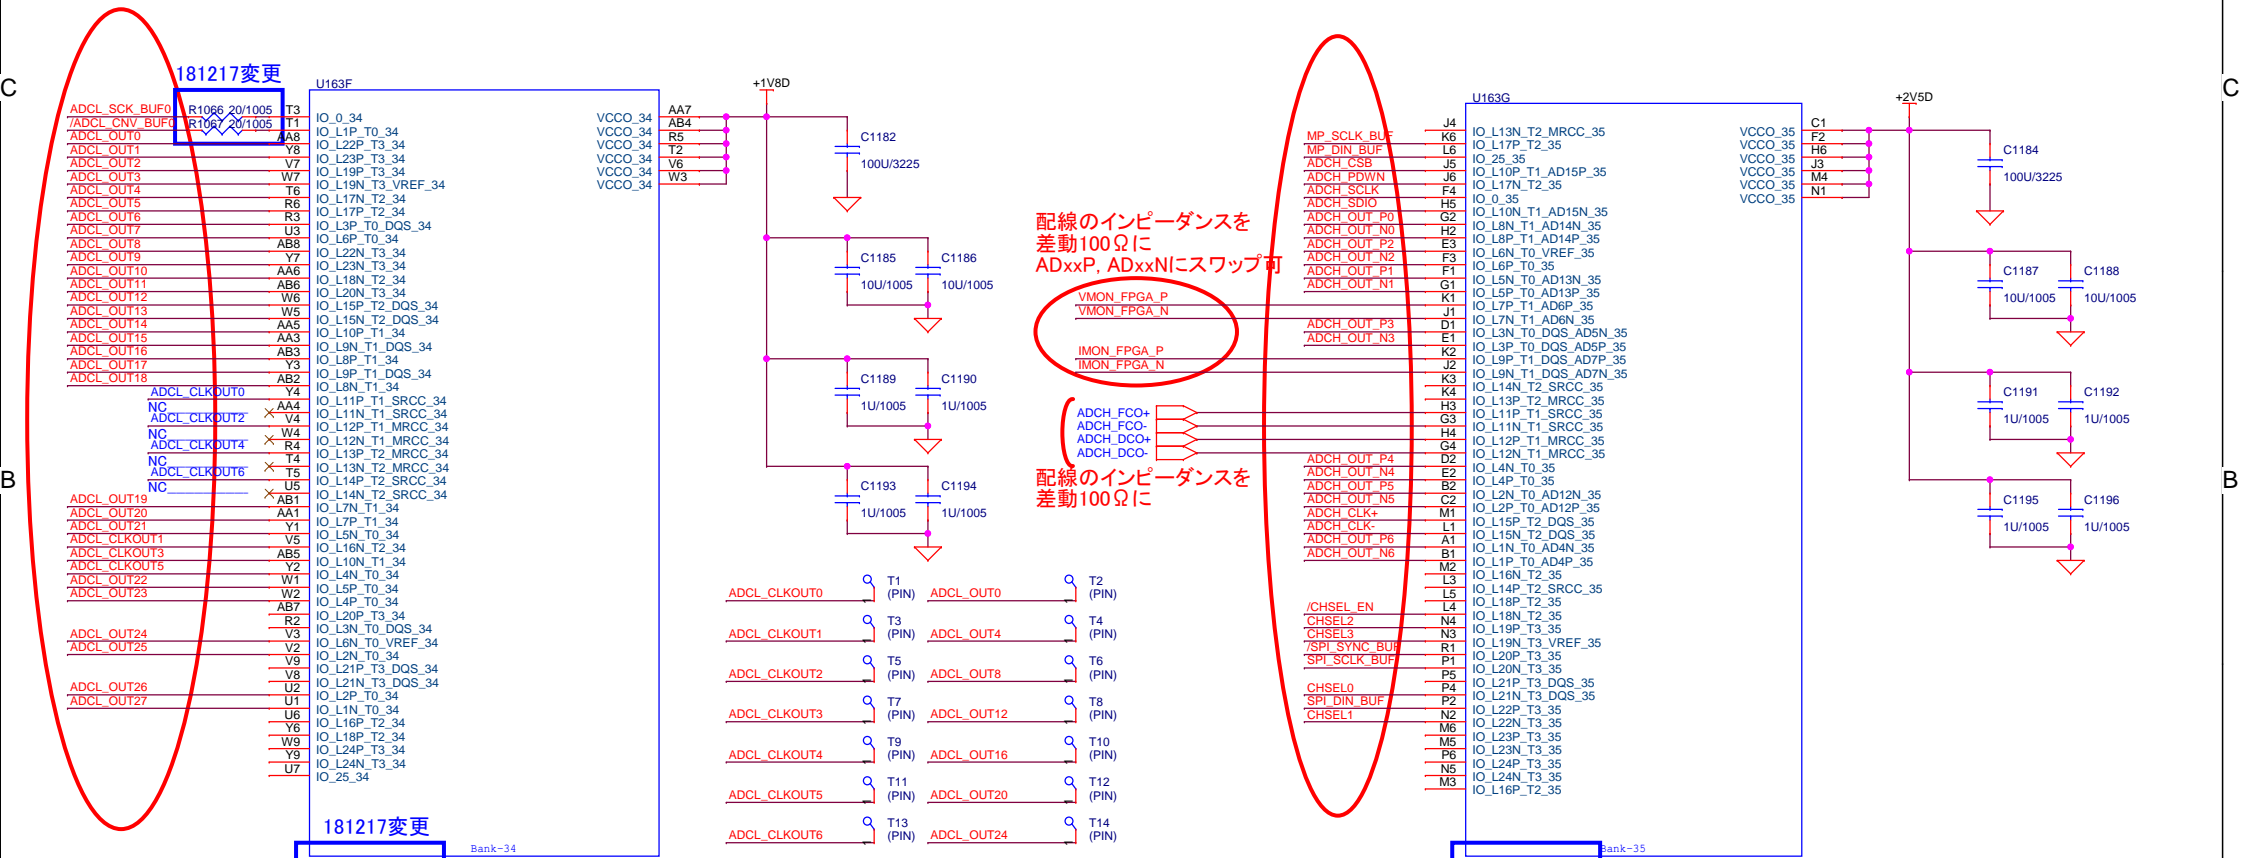 C
181217変更
U163F
+1V8D
ADCL_SCK_BUF0 R1066 20/1005 T3 IO_0_34 VCCO_34 AA7
/ADCL_CNV_BUF0 R1067 20/1005 T1 IO_L1P_T0_34 VCCO_34 AB4
ADCL_OUT0 AA8 IO_L22P_T3_34 VCCO_34 R5
ADCL_OUT1 Y8 IO_L23P_T3_34 VCCO_34 T2
ADCL_OUT2 V7 IO_L19P_T3_34 VCCO_34 V6
ADCL_OUT3 W7 IO_L19N_T3_VREF_34 VCCO_34 W3
ADCL_OUT4 T6 IO_L17N_T2_34
ADCL_OUT5 R6 IO_L17P_T2_34
ADCL_OUT6 R3 IO_L3P_T0_DQS_34
ADCL_OUT7 U3 IO_L6P_T0_34
ADCL_OUT8 AB8 IO_L22N_T3_34
ADCL_OUT9 Y7 IO_L23N_T3_34
ADCL_OUT10 AA6 IO_L18N_T2_34
ADCL_OUT11 AB6 IO_L20N_T3_34
ADCL_OUT12 W6 IO_L15P_T2_DQS_34
ADCL_OUT13 W5 IO_L15N_T2_DQS_34
ADCL_OUT14 AA5 IO_L10P_T1_34
ADCL_OUT15 AA3 IO_L9N_T1_DQS_34
ADCL_OUT16 AB3 IO_L8P_T1_34
ADCL_OUT17 Y3 IO_L9P_T1_DQS_34
ADCL_OUT18 AB2 IO_L8N_T1_34
ADCL_CLKOUT0 Y4 IO_L11P_T1_SRCC_34
NC AA4 IO_L11N_T1_SRCC_34
ADCL_CLKOUT2 V4 IO_L12P_T1_MRCC_34
NC W4 IO_L12N_T1_MRCC_34
ADCL_CLKOUT4 R4 IO_L13P_T2_MRCC_34
NC T4 IO_L13N_T2_MRCC_34
ADCL_CLKOUT6 T5 IO_L14P_T2_SRCC_34
NC U5 IO_L14N_T2_SRCC_34
B
ADCL_OUT19 AB1 IO_L7N_T1_34
ADCL_OUT20 AA1 IO_L7P_T1_34
ADCL_OUT21 Y1 IO_L5N_T0_34
ADCL_CLKOUT1 V5 IO_L16N_T2_34
ADCL_CLKOUT3 AB5 IO_L10N_T1_34
ADCL_CLKOUT5 Y2 IO_L4N_T0_34
ADCL_OUT22 W1 IO_L5P_T0_34
ADCL_OUT23 W2 IO_L4P_T0_34
AB7 IO_L20P_T3_34
R2 IO_L3N_T0_DQS_34
ADCL_OUT24 V3 IO_L6N_T0_VREF_34
ADCL_OUT25 V2 IO_L2N_T0_34
V9 IO_L21P_T3_DQS_34
V8 IO_L21N_T3_DQS_34
ADCL_OUT26 U2 IO_L2P_T0_34
ADCL_OUT27 U1 IO_L1N_T0_34
U6 IO_L16P_T2_34
Y6 IO_L18P_T2_34
W9 IO_L24P_T3_34
Y9 IO_L24N_T3_34
U7 IO_25_34
181217変更
Bank-34
C1182
100U/3225
C1185 C1186
10U/1005 10U/1005
C1189 C1190
1U/1005 1U/1005
C1193 C1194
1U/1005 1U/1005
ADCL_CLKOUT0 T1 (PIN) ADCL_OUT0 T2 (PIN)
ADCL_CLKOUT1 T3 (PIN) ADCL_OUT4 T4 (PIN)
ADCL_CLKOUT2 T5 (PIN) ADCL_OUT8 T6 (PIN)
ADCL_CLKOUT3 T7 (PIN) ADCL_OUT12 T8 (PIN)
ADCL_CLKOUT4 T9 (PIN) ADCL_OUT16 T10 (PIN)
ADCL_CLKOUT5 T11 (PIN) ADCL_OUT20 T12 (PIN)
ADCL_CLKOUT6 T13 (PIN) ADCL_OUT24 T14 (PIN)
配線のインピーダンスを
差動100Ωに
ADxxP, ADxxNにスワップ可
配線のインピーダンスを
差動100Ωに
U163G
+2V5D
J4 IO_L13N_T2_MRCC_35 VCCO_35 C1
MP_SCLK_BUF K6 IO_L17P_T2_35 VCCO_35 F2
MP_DIN_BUF L6 IO_25_35 VCCO_35 H6
ADCH_CSB J5 IO_L10P_T1_AD15P_35 VCCO_35 J3
ADCH_PDWN J6 IO_L17N_T2_35 VCCO_35 M4
ADCH_SCLK F4 IO_0_35 VCCO_35 N1
ADCH_SDIO H5 IO_L10N_T1_AD15N_35
ADCH_OUT_P0 G2 IO_L8N_T1_AD14N_35
ADCH_OUT_N0 H2 IO_L8P_T1_AD14P_35
ADCH_OUT_P2 E3 IO_L6N_T0_VREF_35
ADCH_OUT_N2 F3 IO_L6P_T0_35
ADCH_OUT_P1 F1 IO_L5N_T0_AD13N_35
ADCH_OUT_N1 G1 IO_L5P_T0_AD13P_35
VMON_FPGA_P K1 IO_L7P_T1_AD6P_35
VMON_FPGA_N J1 IO_L7N_T1_AD6N_35
ADCH_OUT_P3 D1 IO_L3N_T0_DQS_AD5N_35
ADCH_OUT_N3 E1 IO_L3P_T0_DQS_AD5P_35
IMON_FPGA_P K2 IO_L9P_T1_DQS_AD7P_35
IMON_FPGA_N J2 IO_L9N_T1_DQS_AD7N_35
K3 IO_L14N_T2_SRCC_35
K4 IO_L13P_T2_MRCC_35
ADCH_FCO+ H3 IO_L11P_T1_SRCC_35
ADCH_FCO- G3 IO_L11N_T1_SRCC_35
ADCH_DCO+ H4 IO_L12P_T1_MRCC_35
ADCH_DCO- G4 IO_L12N_T1_MRCC_35
ADCH_OUT_P4 D2 IO_L4N_T0_35
ADCH_OUT_N4 E2 IO_L4P_T0_35
ADCH_OUT_P5 B2 IO_L2N_T0_AD12N_35
ADCH_OUT_N5 C2 IO_L2P_T0_AD12P_35
ADCH_CLK+ M1 IO_L15P_T2_DQS_35
ADCH_CLK- L1 IO_L15N_T2_DQS_35
ADCH_OUT_P6 A1 IO_L1N_T0_AD4N_35
ADCH_OUT_N6 B1 IO_L1P_T0_AD4P_35
M2 IO_L16N_T2_35
L3 IO_L14P_T2_SRCC_35
L5 IO_L18P_T2_35
/CHSEL_EN L4 IO_L18N_T2_35
CHSEL2 N4 IO_L19P_T3_35
CHSEL3 N3 IO_L19N_T3_VREF_35
/SPI_SYNC_BUF R1 IO_L20P_T3_35
SPI_SCLK_BUF P1 IO_L20N_T3_35
P5 IO_L21P_T3_DQS_35
CHSEL0 P4 IO_L21N_T3_DQS_35
SPI_DIN_BUF P2 IO_L22P_T3_35
CHSEL1 N2 IO_L22N_T3_35
M6 IO_L23P_T3_35
M5 IO_L23N_T3_35
P6 IO_L24P_T3_35
N5 IO_L24N_T3_35
M3 IO_L16P_T2_35
Bank-35
C1184
100U/3225
C1187 C1188
10U/1005 10U/1005
C1191 C1192
1U/1005 1U/1005
C1195 C1196
1U/1005 1U/1005
C
B